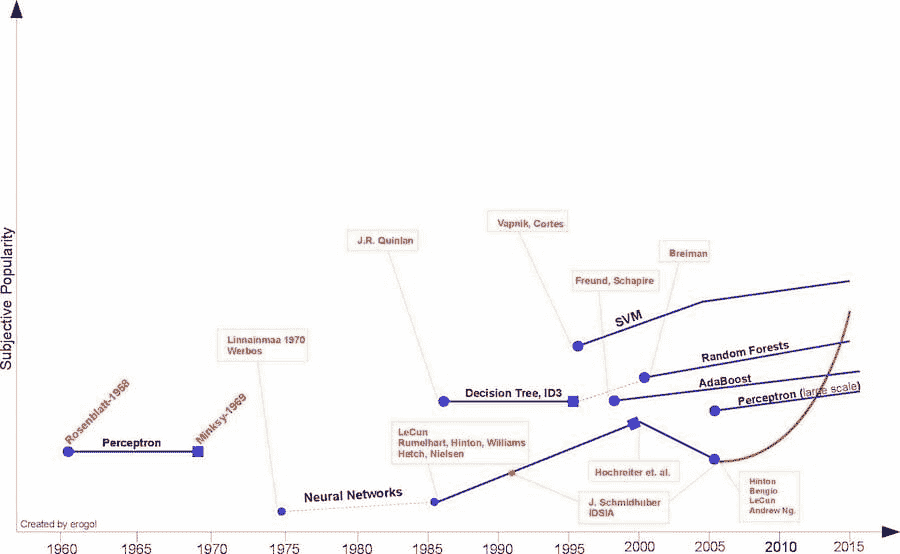 Subjective Popularity
Vapnik, Cortes
J.R. Quinlan
Breiman
Freund, Schapire
SVM
Linnainmaa 1970
Werbos
Random Forests
AdaBoost
Decision Tree, ID3
Perceptron (large scale)
Rosenblatt-1958
Minksy-1969
Perceptron
LeCun
Rumelhart, Hinton, Williams
Hetch, Nielsen
Hochreiter et. al.
Neural Networks
J. Schmidhuber
IDSIA
Hinton
Bengio
LeCun
Andrew Ng.
Created by erogol
1960 1965 1970 1975 1980 1985 1990 1995 2000 2005 2010 2015